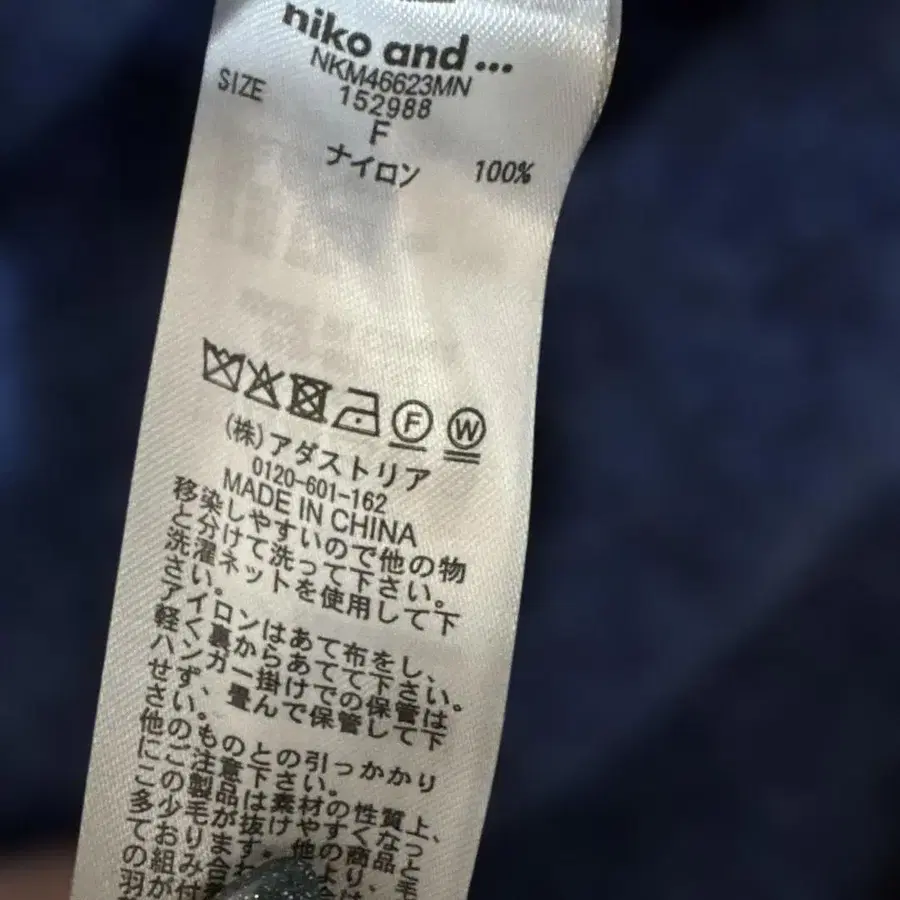 niko and ...
NKM46623MN
152988
SIZE
F
ナイロン 100%
F W
(株)アダストリア
0120-601-162
MADE IN CHINA
移染しやすいので他の物
と分けて洗って下さい。
洗濯ネットを使用して下
さい。
アイロンはあて布をし、
軽く裏からあてて下さい。
ハンガー掛けでの保管は
せず、畳んで保管して下
さい。
他のものとの引っかかり
にご注意下さい。
この製品は素材の性質上、
多少毛が抜けやすくなっ
ております。他の商品と
の組み合わ